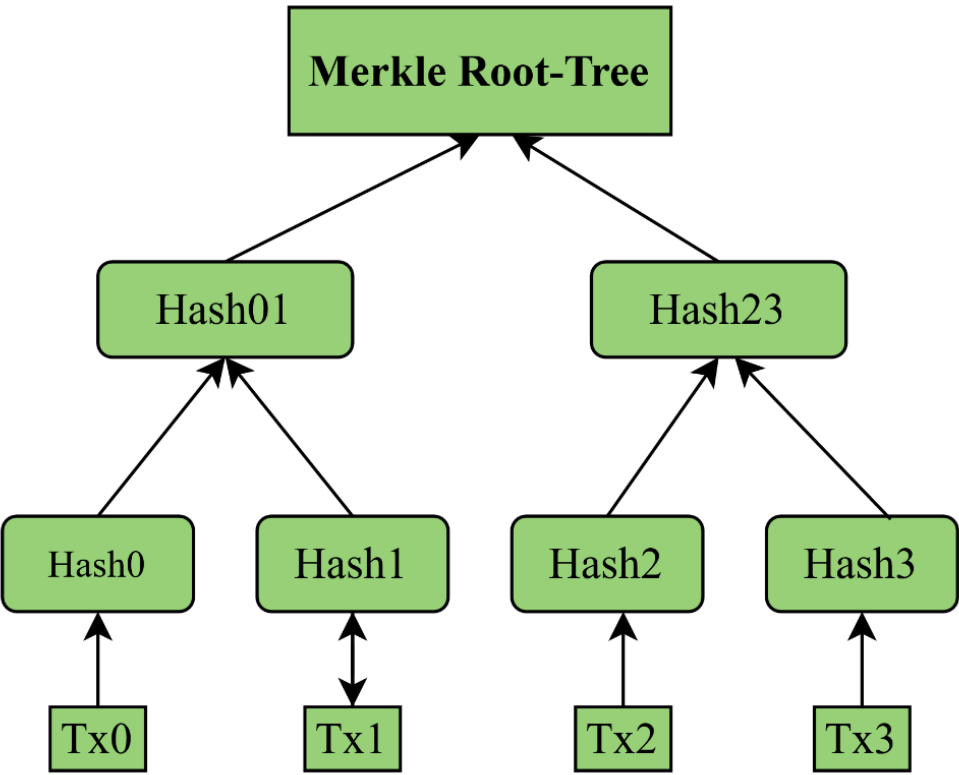 Merkle Root-Tree
Hash01
Hash23
Hash0
Hash1
Hash2
Hash3
Tx0
Tx1
Tx2
Tx3